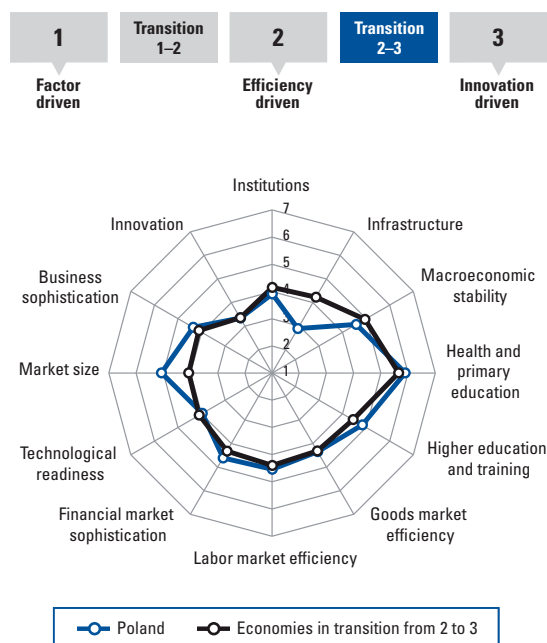 1
Transition
1–2
2
Transition
2–3
3
Factor
driven
Efficiency
driven
Innovation
driven
Institutions
7
Innovation
Infrastructure
6
Business
sophistication
5
Macroeconomic
stability
4
3
Market size
2
1
Health and
primary
education
Technological
readiness
Higher education
and training
Financial market
sophistication
Goods market
efficiency
Labor market efficiency
Poland
Economies in transition from 2 to 3